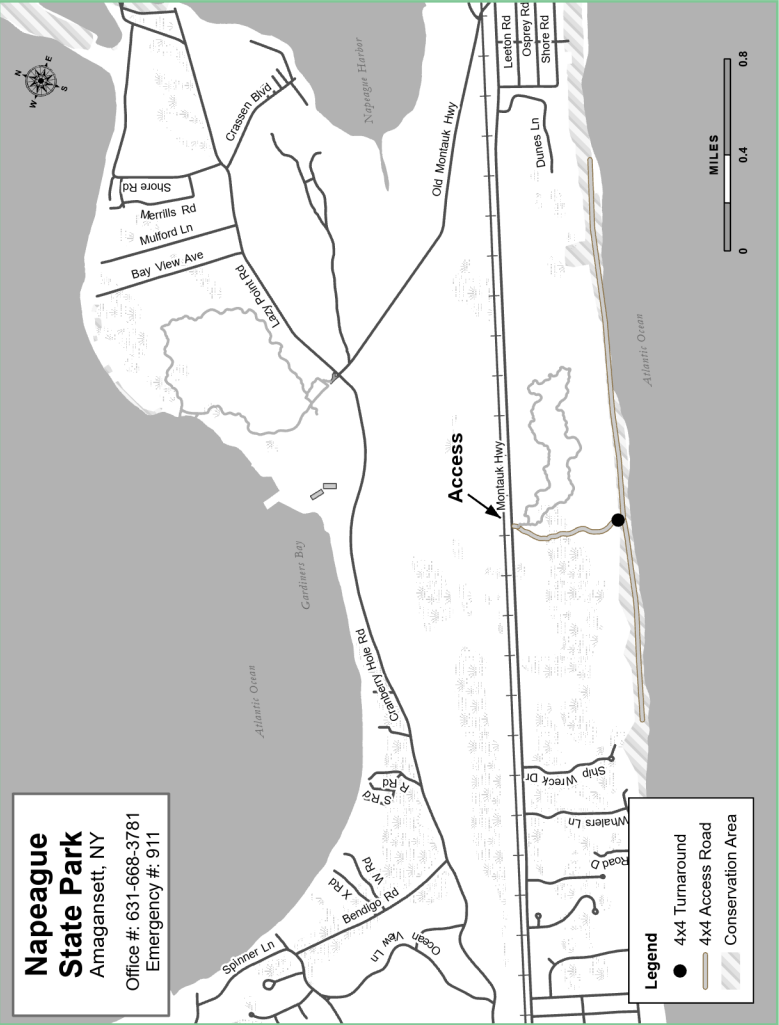 Napeague
State Park
Amagansett, NY
Office #: 631-668-3781
Emergency #: 911
N
E
S
W
Shore Rd
Merrills Rd
Mulford Ln
Bay View Ave
Lazy Point Rd
Crassen Blvd
Napeague Harbor
Old Montauk Hwy
Leeton Rd
Osprey Rd
Shore Rd
Dunes Ln
MILES
0
0.4
0.8
Atlantic Ocean
Access
Montauk Hwy
Gardiners Bay
Atlantic Ocean
Cranberry Hole Rd
R Rd
S Rd
W Rd
X Rd
Bendigo Rd
Spinner Ln
Ocean View Ln
Ship Wreck Dr
Whalers Ln
Road D
Legend
4x4 Turnaround
4x4 Access Road
Conservation Area